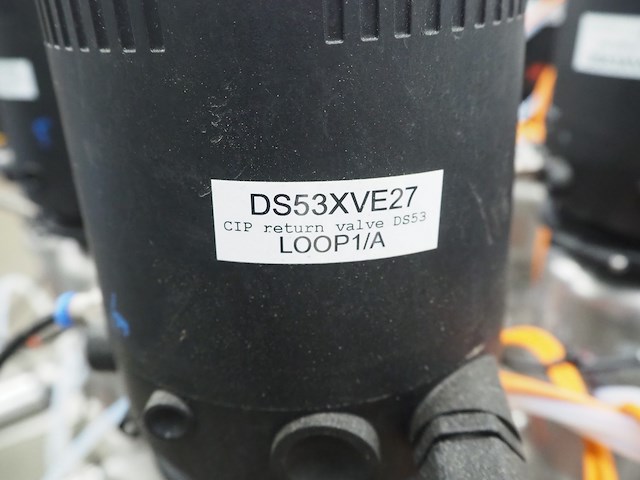 DS53XVE27
CIP return valve DS53
LOOP1/A